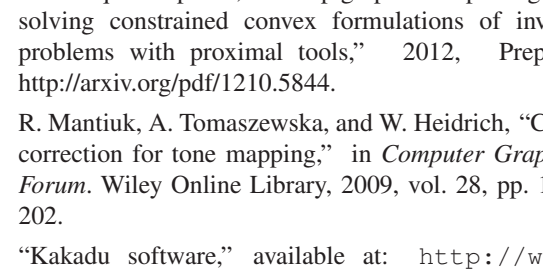 solving constrained convex formulations of inv
problems with proximal tools,” 2012, Prep
http://arxiv.org/pdf/1210.5844.
R. Mantiuk, A. Tomaszewska, and W. Heidrich, “C
correction for tone mapping,” in Computer Grap
Forum. Wiley Online Library, 2009, vol. 28, pp. 1
202.
“Kakadu software,” available at: http://w